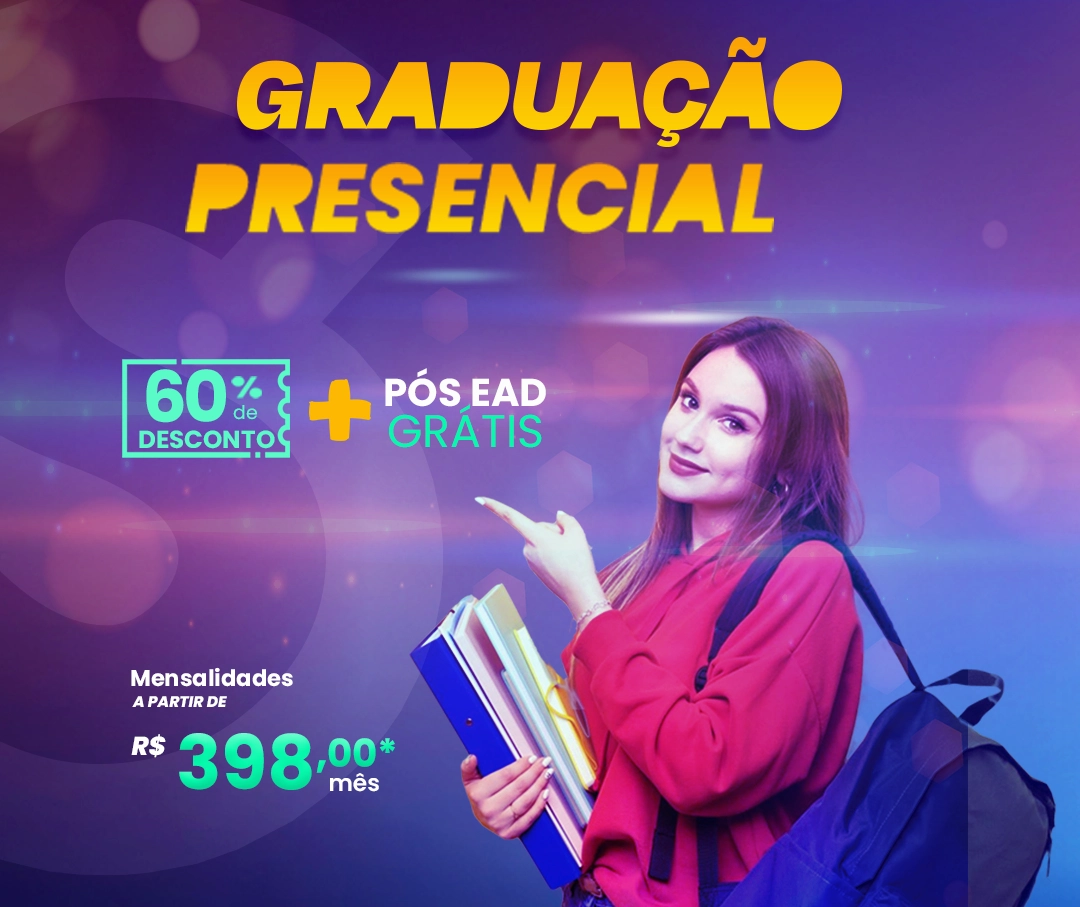 GRADUAÇÃO
PRESENCIAL
60%
de
DESCONTO
PÓS EAD
GRÁTIS
Mensalidades
A PARTIR DE
R$ 398,00*
mês